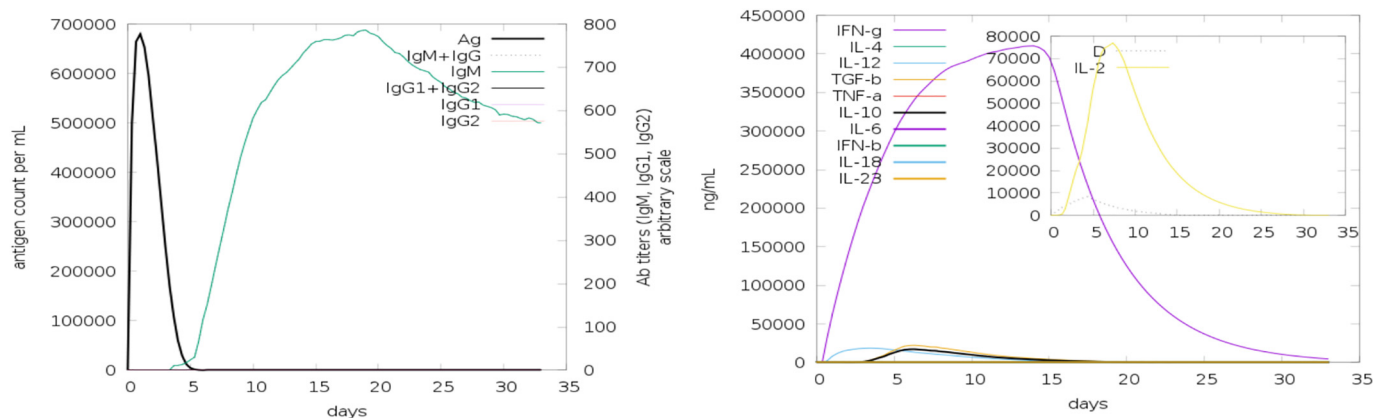 700000
600000
500000
400000
300000
200000
100000
0
antigen count per mL
Ag
IgM+IgG
IgM
IgG1+IgG2
IgG1
IgG2
800
700
600
500
400
300
200
100
0
Ab titers (IgM, IgG1, IgG2)
arbitrary scale
0 5 10 15 20 25 30 35
days
450000
400000
350000
300000
250000
200000
150000
100000
50000
0
ng/mL
IFN-g
IL-4
IL-12
TGF-b
TNF-a
IL-10
IL-6
IFN-b
IL-18
IL-23
80000
70000
60000
50000
40000
30000
20000
10000
0
D
IL-2
0 5 10 15 20 25 30 35
0 5 10 15 20 25 30 35
days